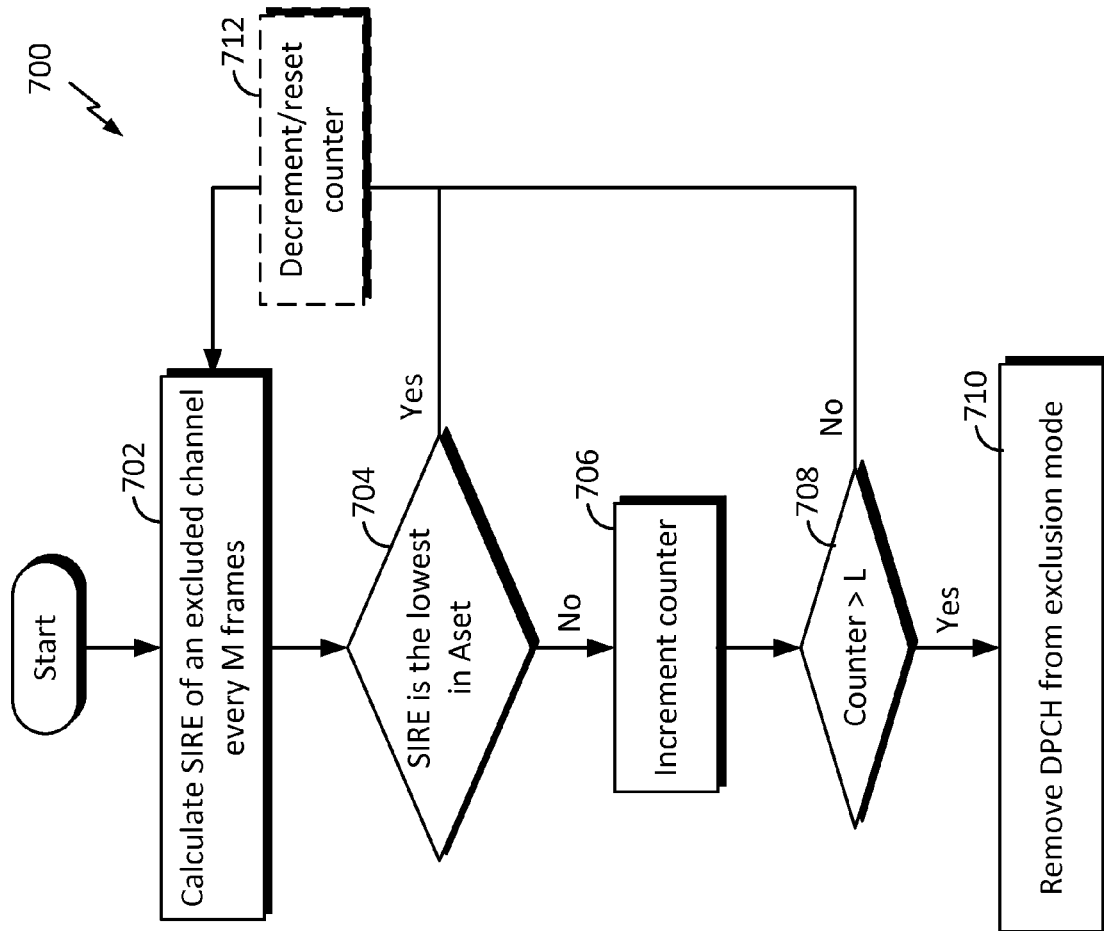 700
Start
702
Calculate SIRE of an excluded channel
every M frames
712
Decrement/reset
counter
704
SIRE is the lowest
in Aset
Yes
No
706
Increment counter
708
Counter > L
No
Yes
710
Remove DPCH from exclusion mode